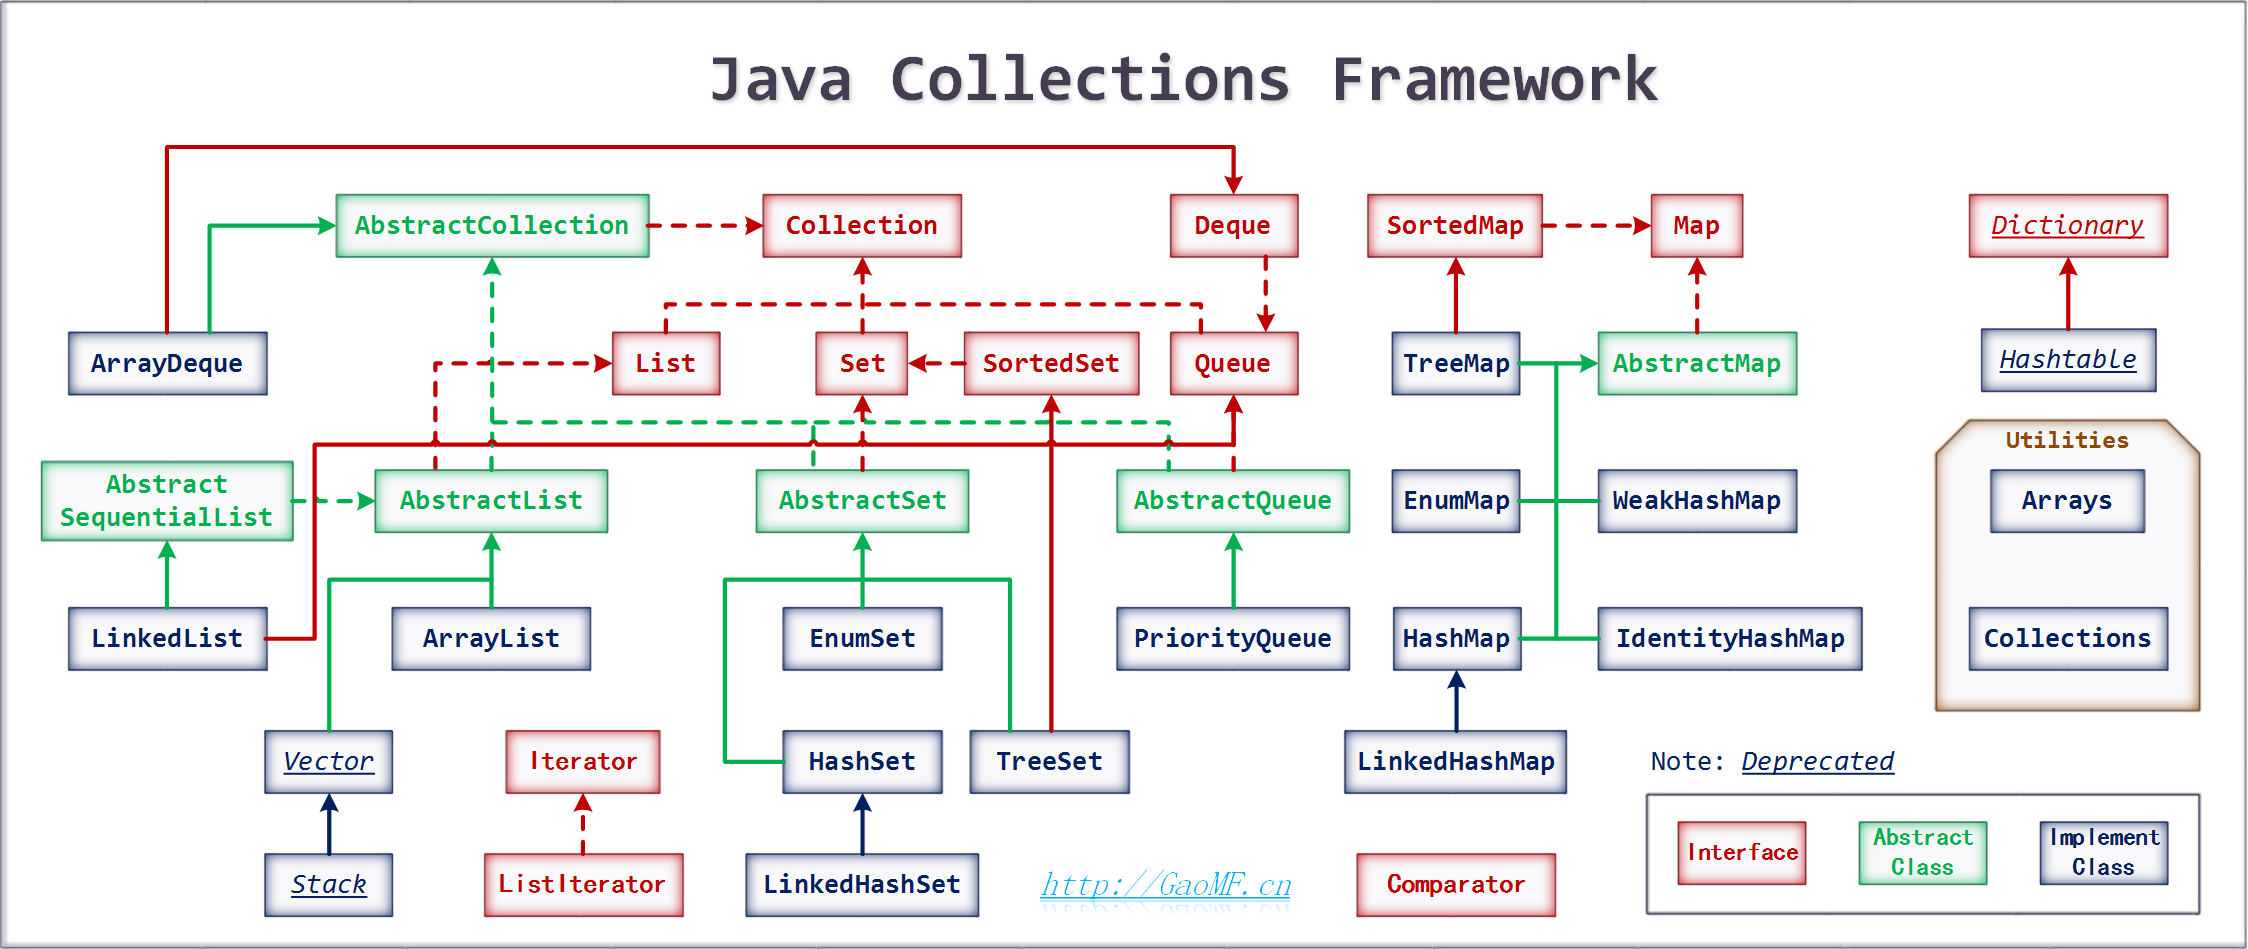 Java Collections Framework
AbstractCollection
Collection
Deque
SortedMap
Map
Dictionary
ArrayDeque
List
Set
SortedSet
Queue
TreeMap
AbstractMap
Hashtable
Utilities
Abstract
SequentialList
AbstractList
AbstractSet
AbstractQueue
EnumMap
WeakHashMap
Arrays
LinkedList
ArrayList
EnumSet
PriorityQueue
HashMap
IdentityHashMap
Collections
Vector
Iterator
HashSet
TreeSet
LinkedHashMap
Note: Deprecated
Stack
ListIterator
LinkedHashSet
http://GaoMF.cn
Comparator
Interface
Abstract
Class
Implement
Class